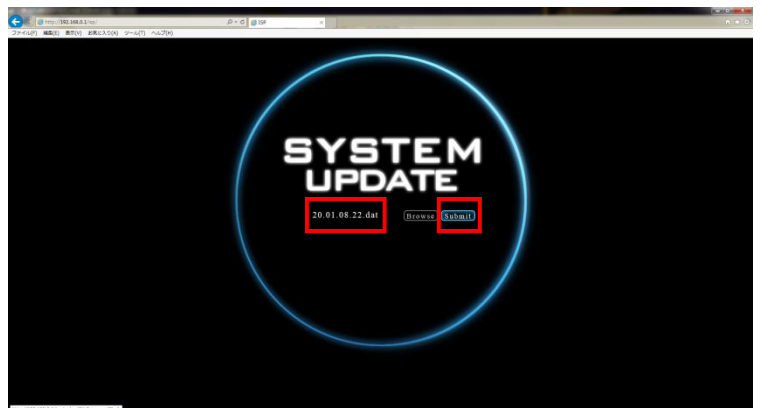 http://192.168.0.1/isp/
ISP
ファイル(F) 編集(E) 表示(V) お気に入り(A) ツール(T) ヘルプ(H)
SYSTEM
UPDATE
20.01.08.22.dat Browse Submit